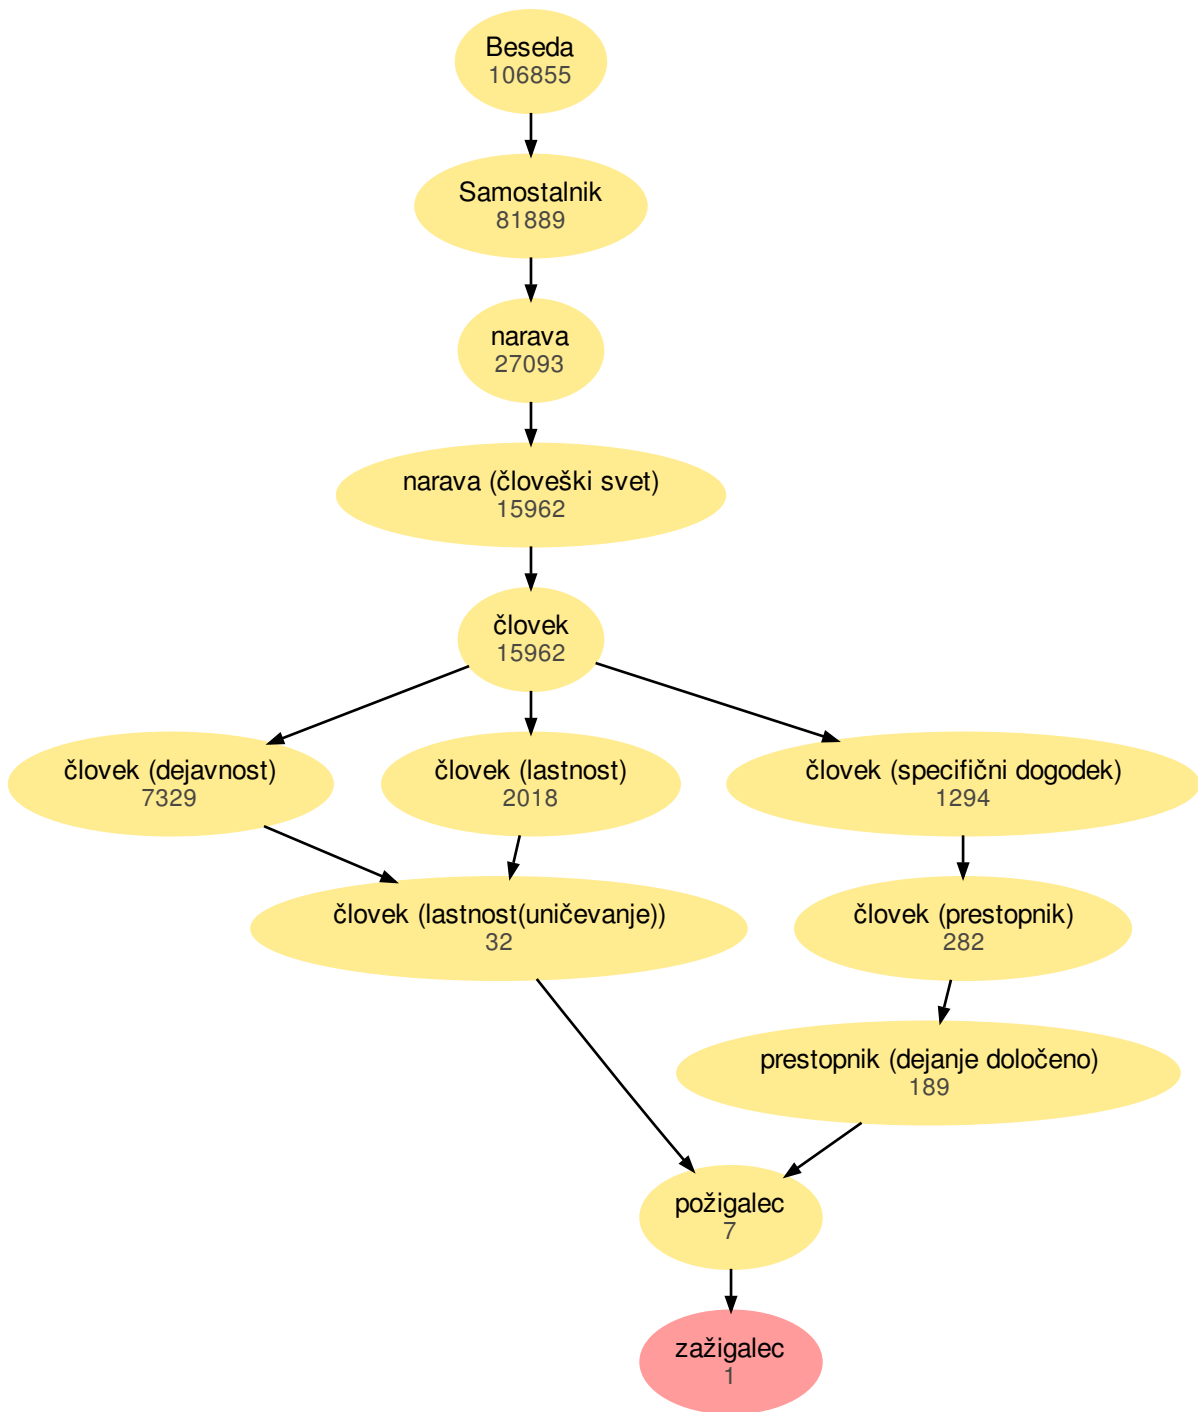 Beseda
106855
Samostalnik
81889
narava
27093
narava (človeški svet)
15962
človek
15962
človek (dejavnost)
7329
človek (lastnost)
2018
človek (specifični dogodek)
1294
človek (lastnost(uničevanje))
32
človek (prestopnik)
282
prestopnik (dejanje določeno)
189
požigalec
7
zažigalec
1